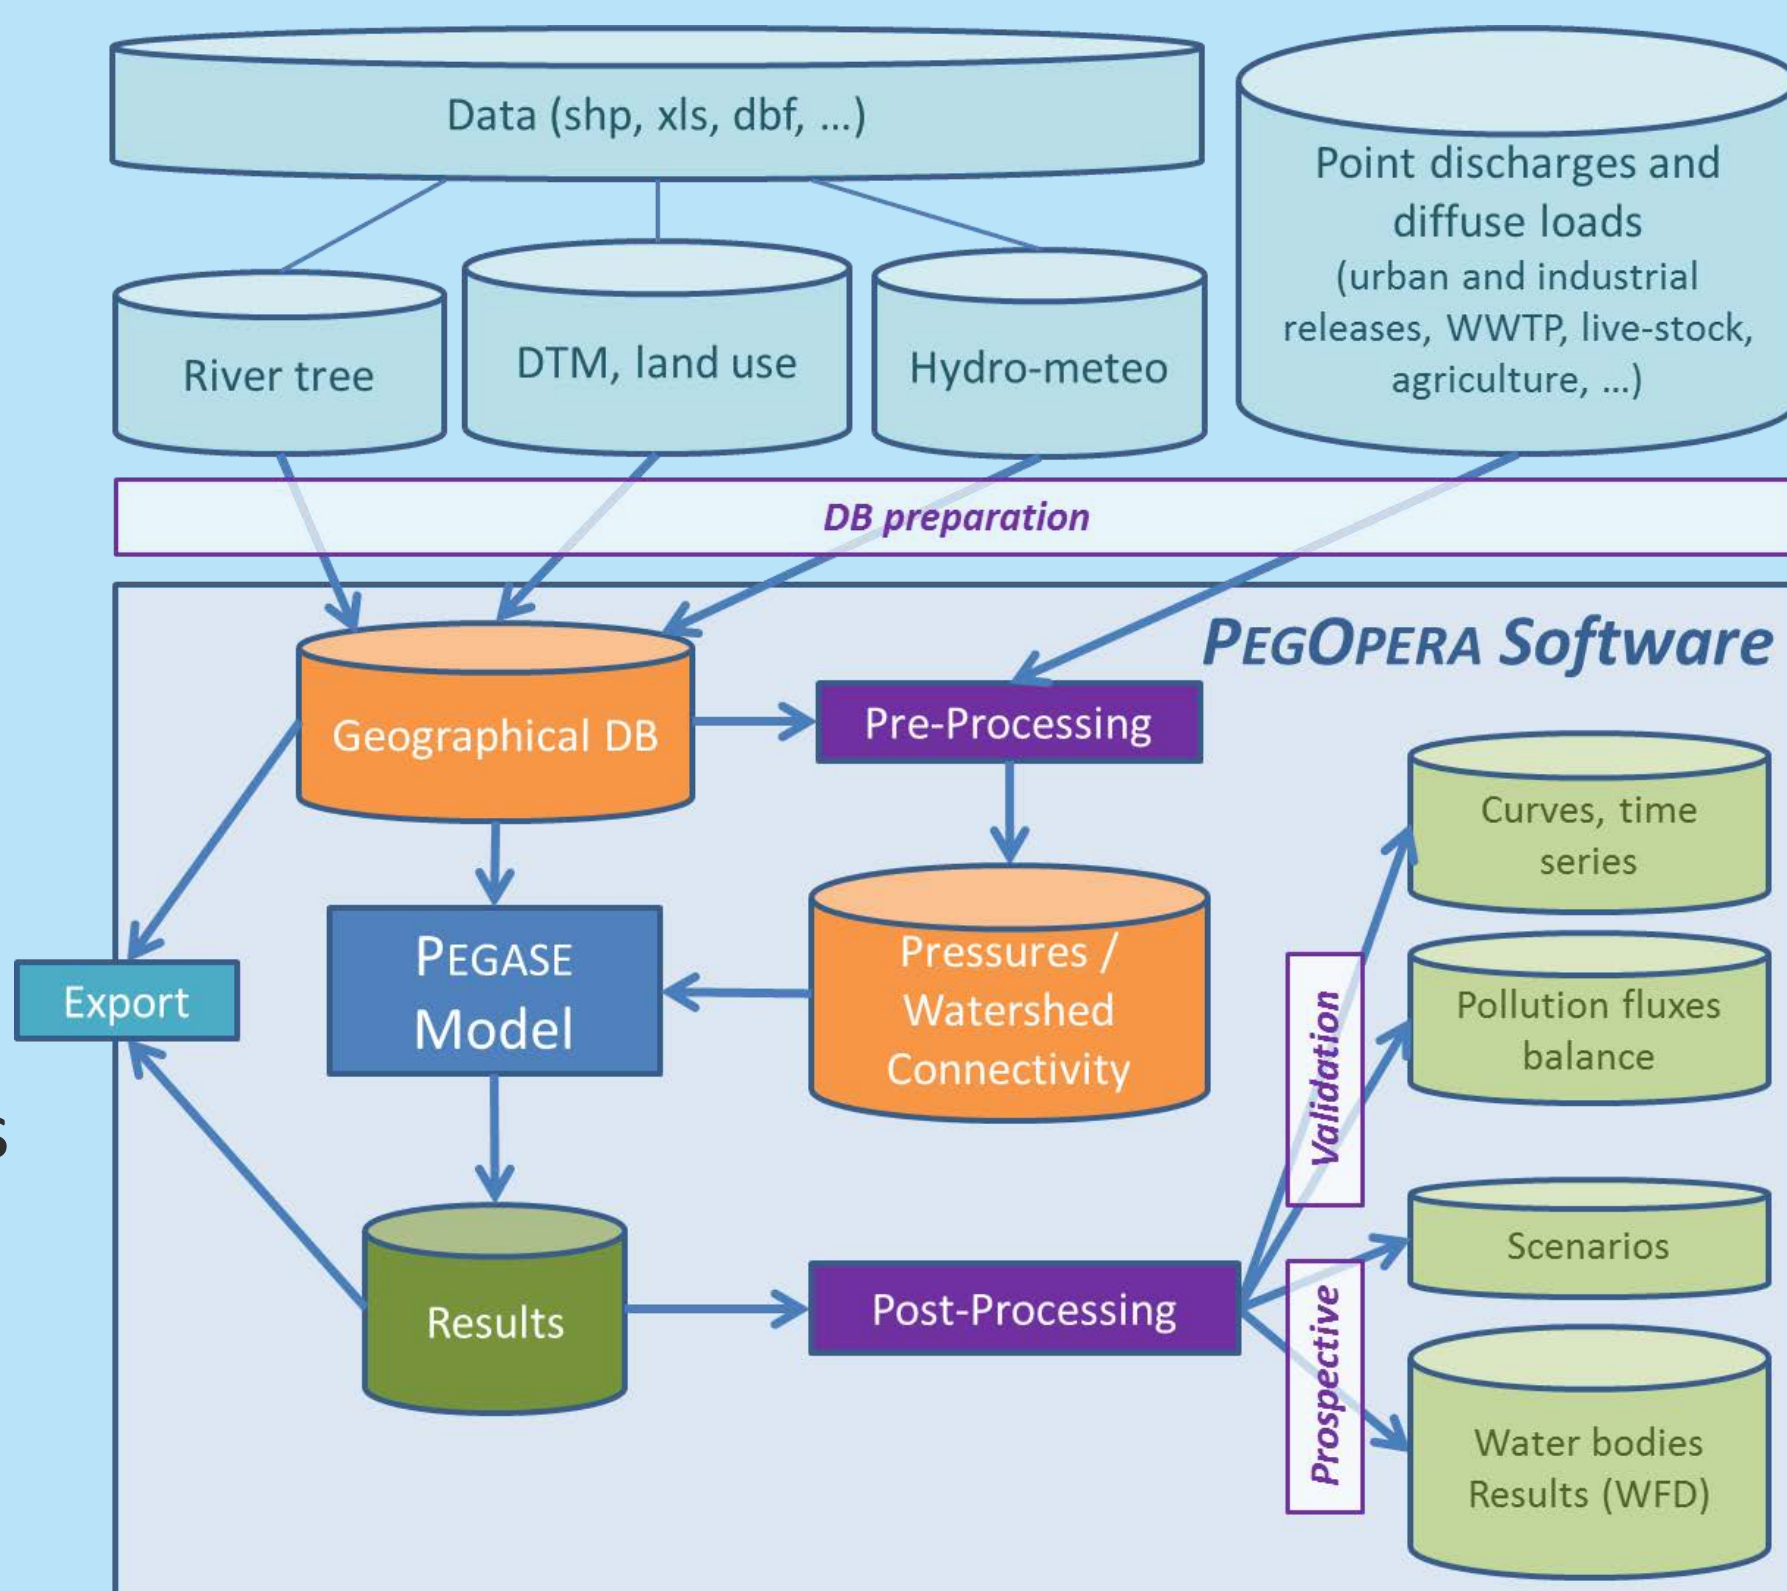 Data (shp, xls, dbf, ...)
Point discharges and
diffuse loads
(urban and industrial
releases, WWTP, live-stock,
agriculture, ...)
River tree
DTM, land use
Hydro-meteo
DB preparation
PEGOPERA Software
Geographical DB
Pre-Processing
Curves, time
series
PEGASE
Model
Pressures /
Watershed
Connectivity
Export
Validation
Pollution fluxes
balance
s
Scenarios
Results
Post-Processing
Prospective
Water bodies
Results (WFD)